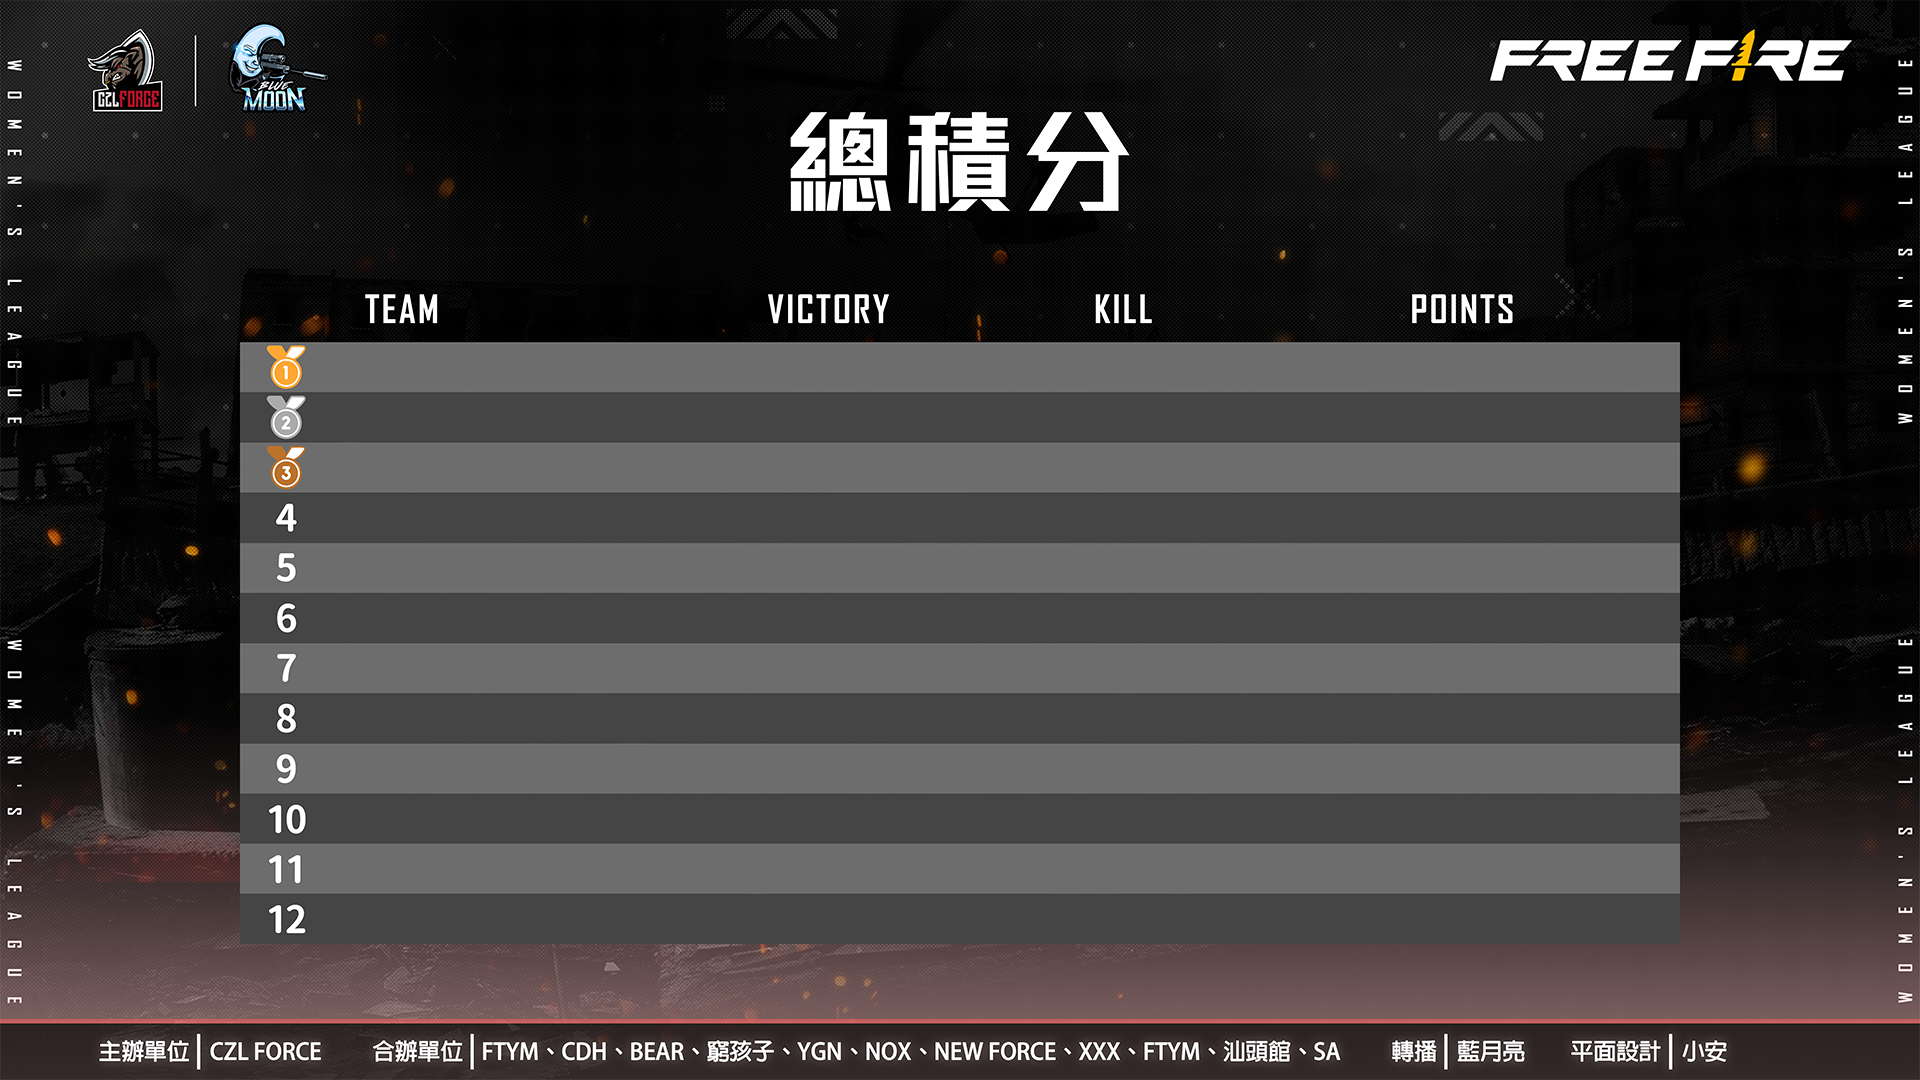 CZLFORCE
BLUE
MOON
FREE FIRE
總積分
TEAM VICTORY KILL POINTS
1
2
3
4
5
6
7
8
9
10
11
12
WOMEN'S LEAGUE
WOMEN'S LEAGUE
WOMEN'S LEAGUE
WOMEN'S LEAGUE
主辦單位|CZL FORCE 合辦單位|FTYM、CDH、BEAR、窮孩子、YGN、NOX、NEW FORCE、XXX、FTYM、汕頭館、SA 轉播|藍月亮 平面設計|小安